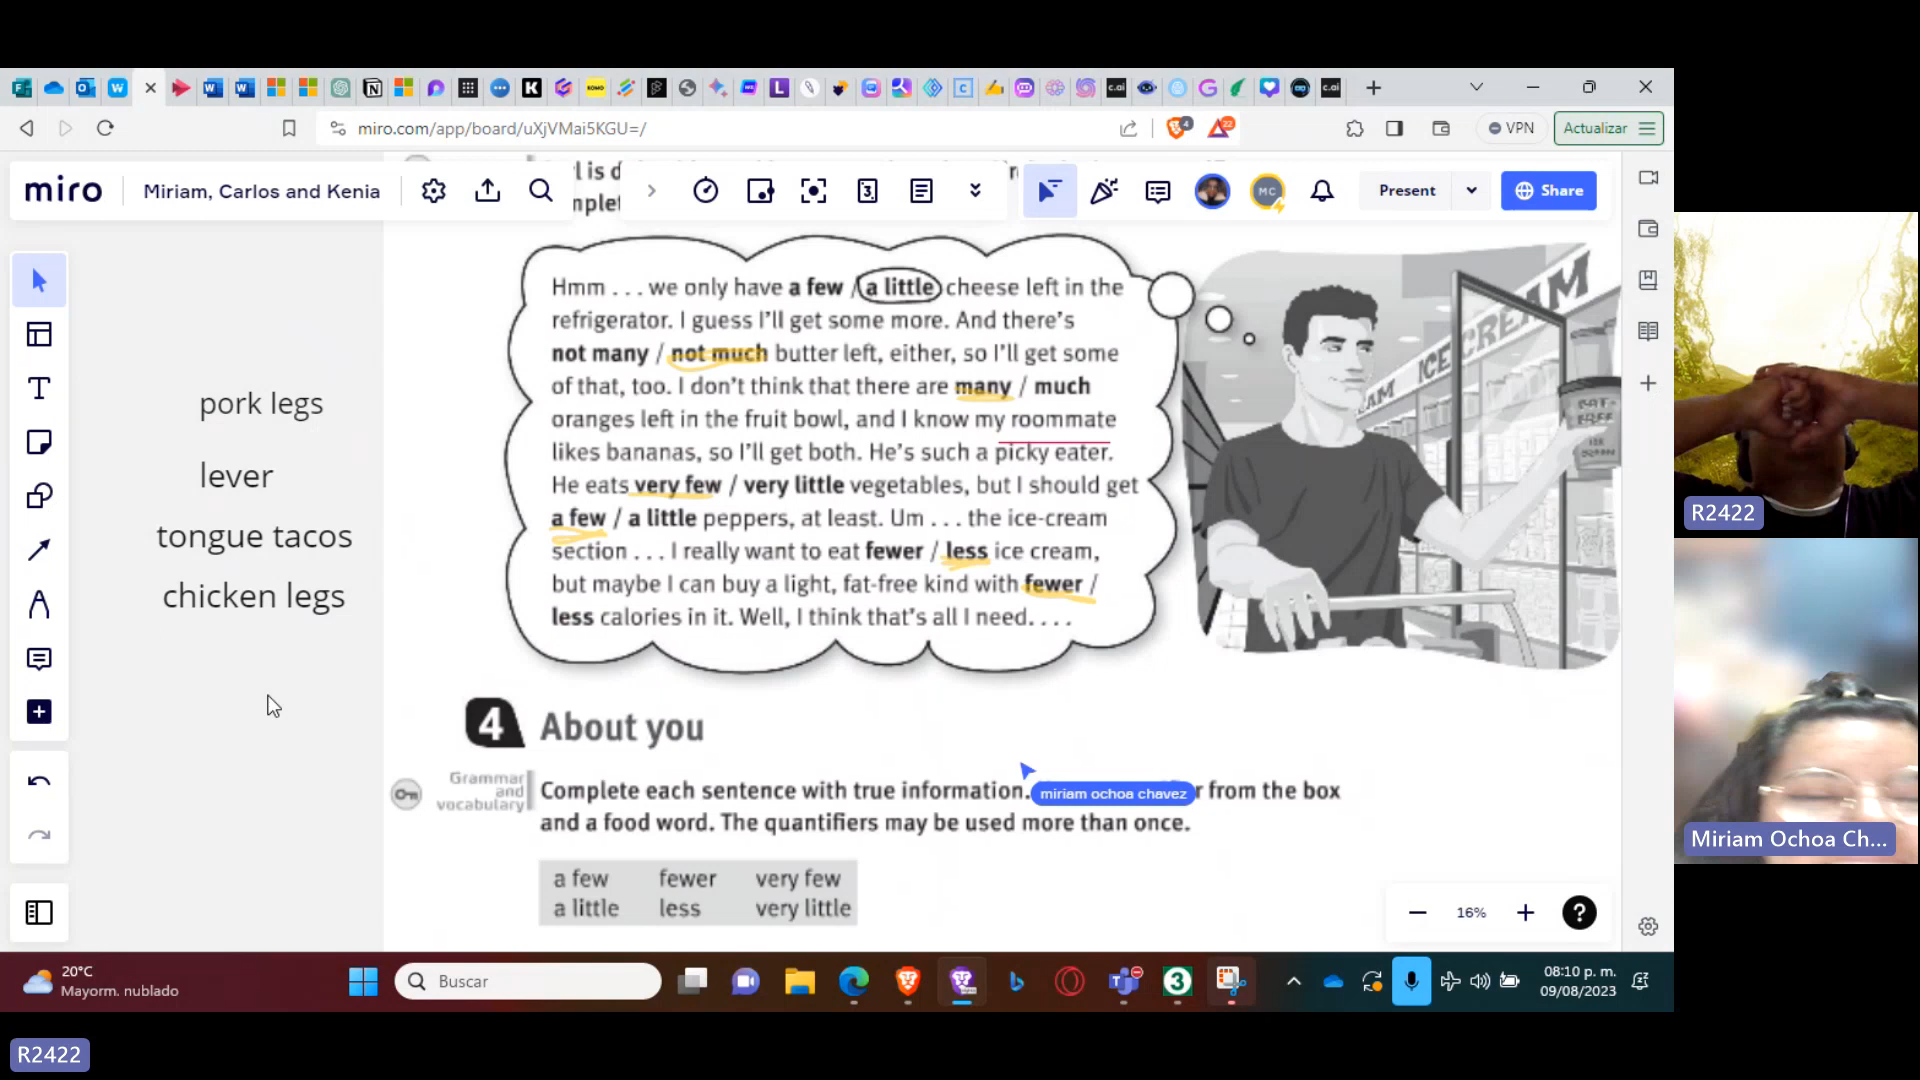 miro.com/app/board/uXjVMai5KGU=/
VPN
Actualizar
miro
Miriam, Carlos and Kenia
MC
Present
Share
pork legs
lever
tongue tacos
chicken legs
Hmm . . . we only have a few / a little cheese left in the
refrigerator. I guess I'll get some more. And there's
not many / not much butter left, either, so I'll get some
of that, too. I don't think that there are many / much
oranges left in the fruit bowl, and I know my roommate
likes bananas, so I'll get both. He's such a picky eater.
He eats very few / very little vegetables, but I should get
a few / a little peppers, at least. Um . . . the ice-cream
section . . . I really want to eat fewer / less ice cream,
but maybe I can buy a light, fat-free kind with fewer /
less calories in it. Well, I think that's all I need. . . .
ICE CREAM
ICE CREAM
FAT-
FREE
ICE
4 About you
Grammar
and
vocabulary
Complete each sentence with true information. from the box
and a food word. The quantifiers may be used more than once.
miriam ochoa chavez
a few fewer very few
a little less very little
16%
R2422
Miriam Ochoa Ch...
20°C
Mayorm. nublado
Buscar
08:10 p. m.
09/08/2023
R2422